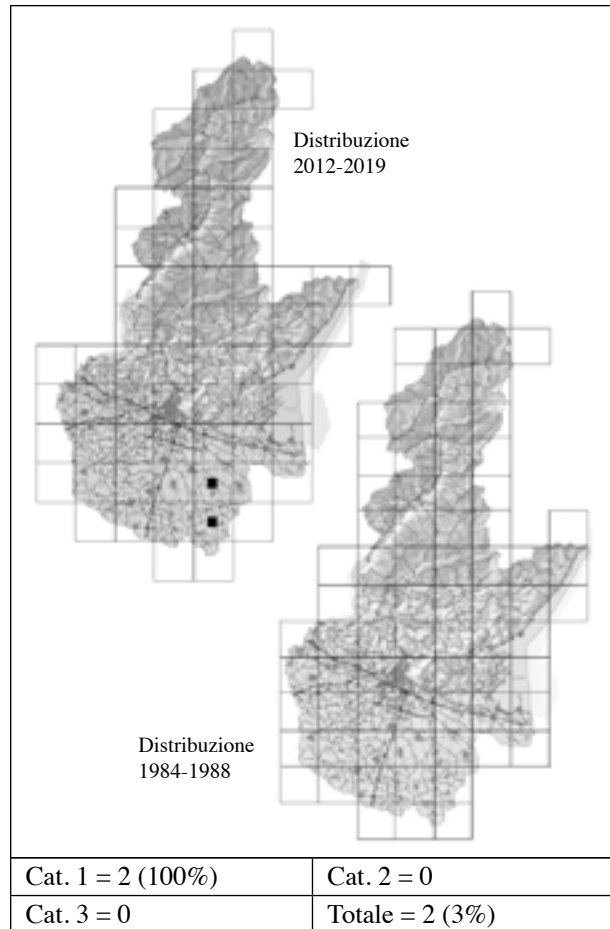 Distribuzione
2012-2019
Distribuzione
1984-1988
Cat. 1 = 2 (100%)
Cat. 2 = 0
Cat. 3 = 0
Totale = 2 (3%)